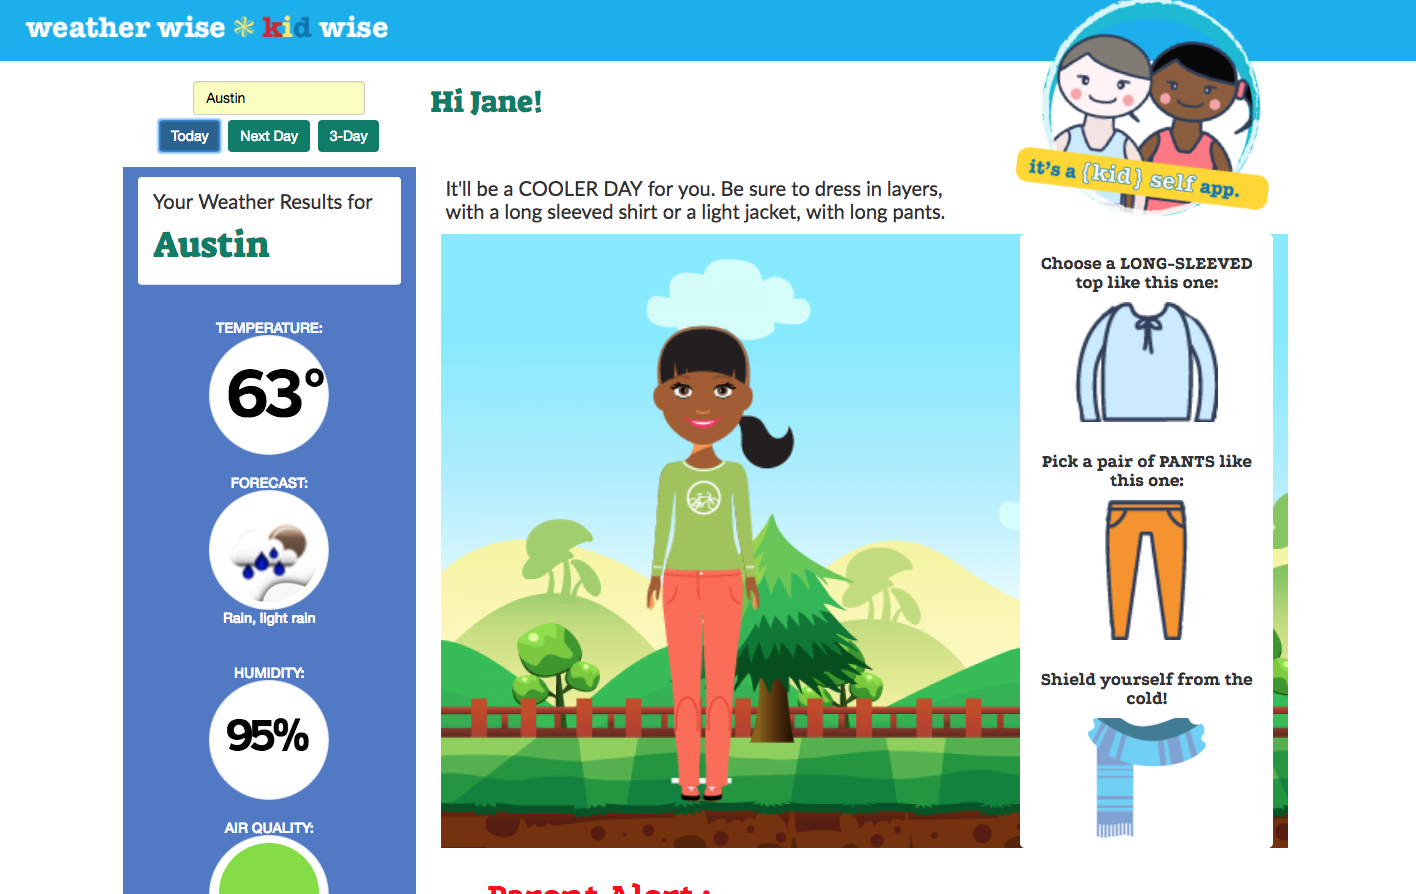 weather wise * kid wise
Austin
Today Next Day 3-Day
Your Weather Results for
Austin
TEMPERATURE:
63°
FORECAST:
Rain, light rain
HUMIDITY:
95%
AIR QUALITY:
Hi Jane!
It'll be a COOLER DAY for you. Be sure to dress in layers,
with a long sleeved shirt or a light jacket, with long pants.
it's a {kid} self app.
Choose a LONG-SLEEVED
top like this one:
Pick a pair of PANTS like
this one:
Shield yourself from the
cold!
Parent Alert :